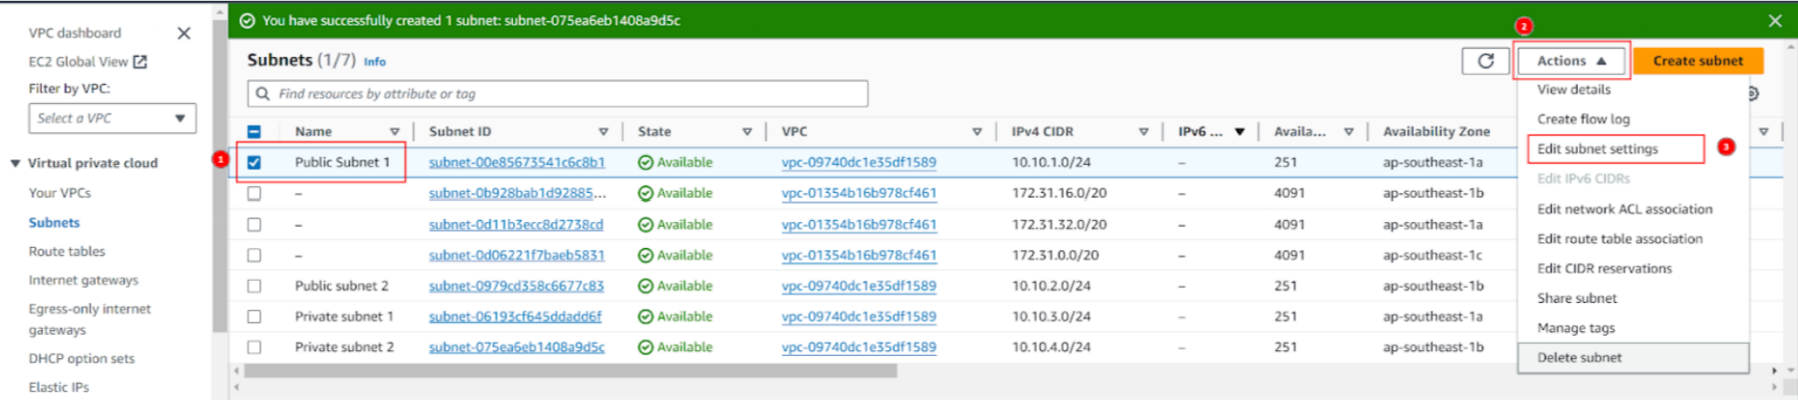 You have successfully created 1 subnet: subnet-075ea6eb1408a9d5c
VPC dashboard
EC2 Global View
Filter by VPC:
Select a VPC
Virtual private cloud
Your VPCs
Subnets
Route tables
Internet gateways
Egress-only internet
gateways
DHCP option sets
Elastic IPs
Subnets (1/7) Info
2
Actions
Create subnet
Find resources by attribute or tag
Name Subnet ID State VPC IPv4 CIDR IPv6 ... Availa... Availability Zone
1 Public Subnet 1 subnet-00e85673541c6c8b1 Available vpc-09740dc1e35df1589 10.10.1.0/24 – 251 ap-southeast-1a
– subnet-0b928bab1d92885... Available vpc-01354b16b978cf461 172.31.16.0/20 – 4091 ap-southeast-1b
– subnet-0d11b3ecc8d2738cd Available vpc-01354b16b978cf461 172.31.32.0/20 – 4091 ap-southeast-1a
– subnet-0d06221f7baeb5831 Available vpc-01354b16b978cf461 172.31.0.0/20 – 4091 ap-southeast-1c
Public subnet 2 subnet-0979cd358c6677c83 Available vpc-09740dc1e35df1589 10.10.2.0/24 – 251 ap-southeast-1b
Private subnet 1 subnet-06193cf645ddadd6f Available vpc-09740dc1e35df1589 10.10.3.0/24 – 251 ap-southeast-1a
Private subnet 2 subnet-075ea6eb1408a9d5c Available vpc-09740dc1e35df1589 10.10.4.0/24 – 251 ap-southeast-1b
View details
Create flow log
Edit subnet settings 3
Edit IPv6 CIDRs
Edit network ACL association
Edit route table association
Edit CIDR reservations
Share subnet
Manage tags
Delete subnet